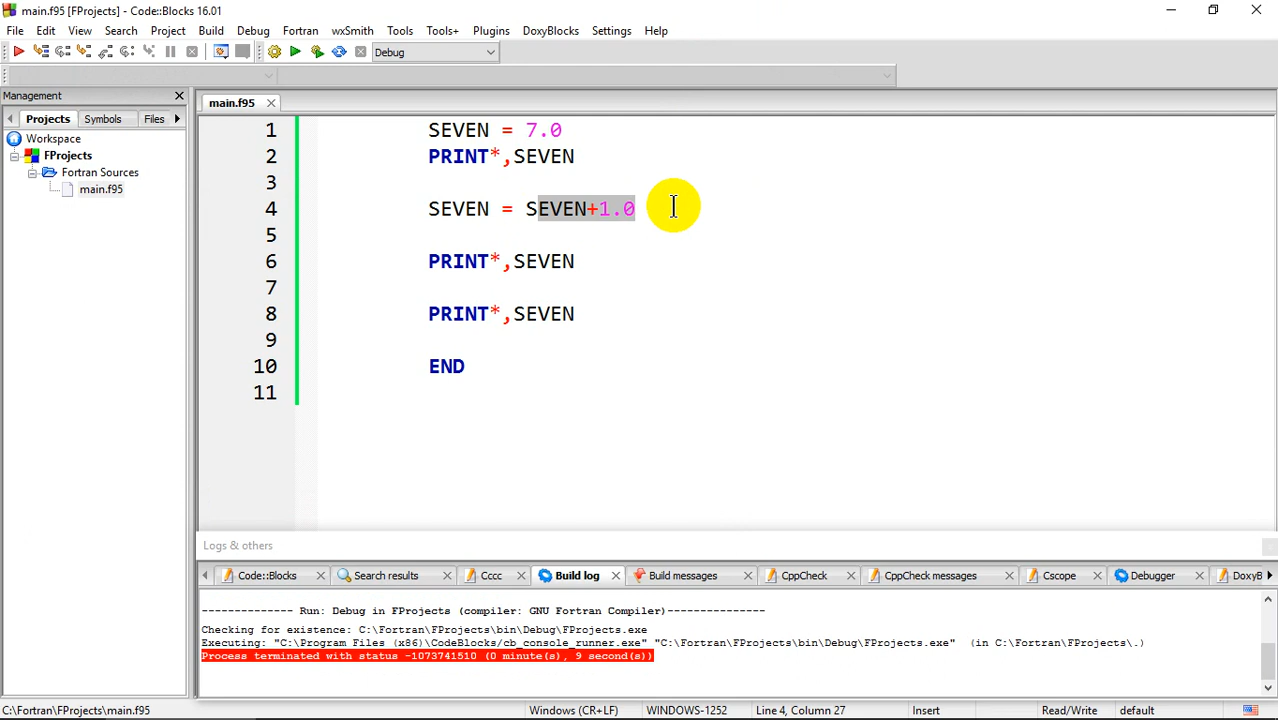 main.f95 [FProjects] - Code::Blocks 16.01
File Edit View Search Project Build Debug Fortran wxSmith Tools Tools+ Plugins DoxyBlocks Settings Help
Debug
Management
main.f95
Projects Symbols Files
Workspace
FProjects
Fortran Sources
main.f95
1 SEVEN = 7.0
2 PRINT*,SEVEN
3
4 SEVEN = SEVEN+1.0
5
6 PRINT*,SEVEN
7
8 PRINT*,SEVEN
9
10 END
11
Logs & others
Code::Blocks Search results Cccc Build log Build messages CppCheck CppCheck messages Cscope Debugger DoxyB
-------------- Run: Debug in FProjects (compiler: GNU Fortran Compiler)---------------
Checking for existence: C:\Fortran\FProjects\bin\Debug\FProjects.exe
Executing: "C:\Program Files (x86)\CodeBlocks/cb_console_runner.exe" "C:\Fortran\FProjects\bin\Debug\FProjects.exe"  (in C:\Fortran\FProjects\.)
Process terminated with status -1073741510 (0 minute(s), 9 second(s))
C:\Fortran\FProjects\main.f95 Windows (CR+LF) WINDOWS-1252 Line 4, Column 27 Insert Read/Write default